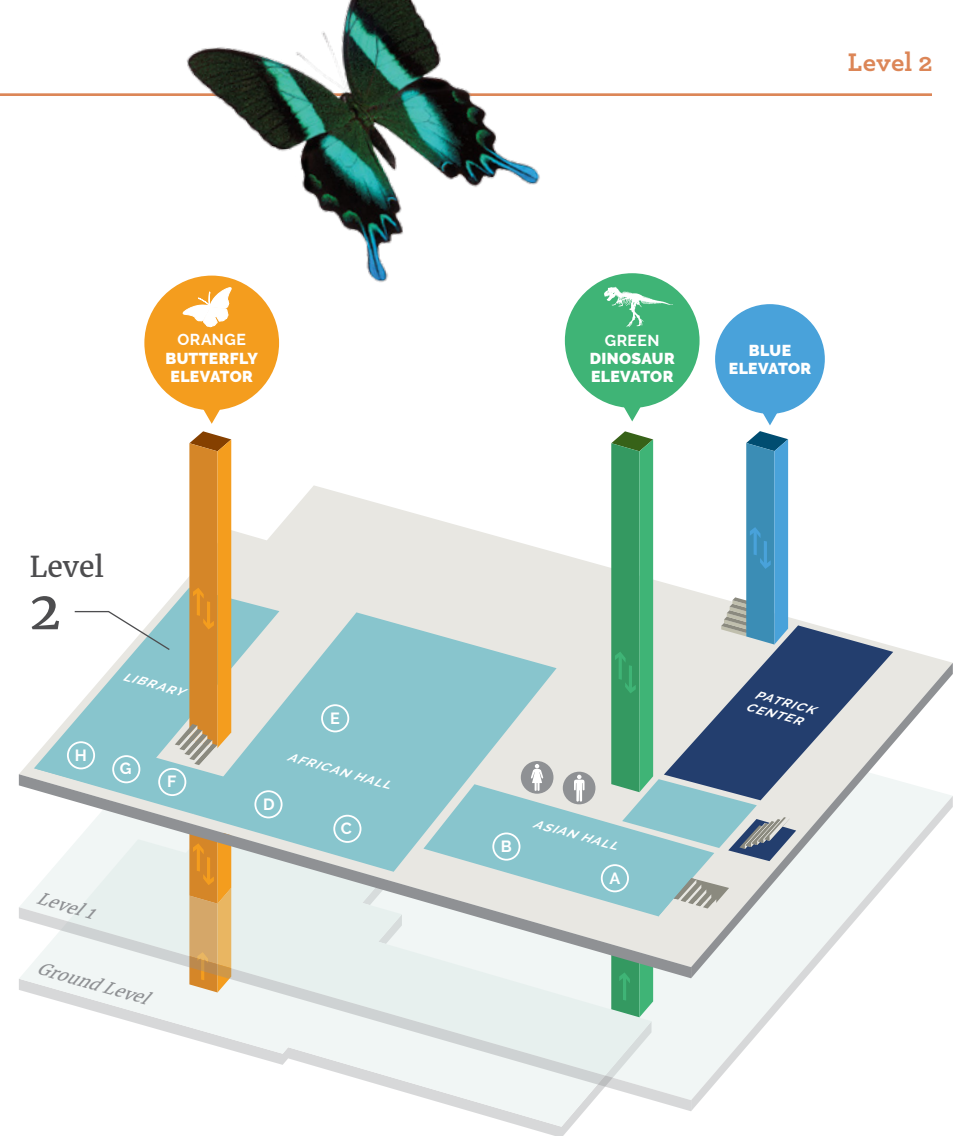 Level 2
ORANGE
BUTTERFLY
ELEVATOR
GREEN
DINOSAUR
ELEVATOR
BLUE
ELEVATOR
Level
2
LIBRARY
PATRICK
CENTER
E
AFRICAN HALL
H
G
F
D
C
ASIAN HALL
B
A
Level 1
Ground Level